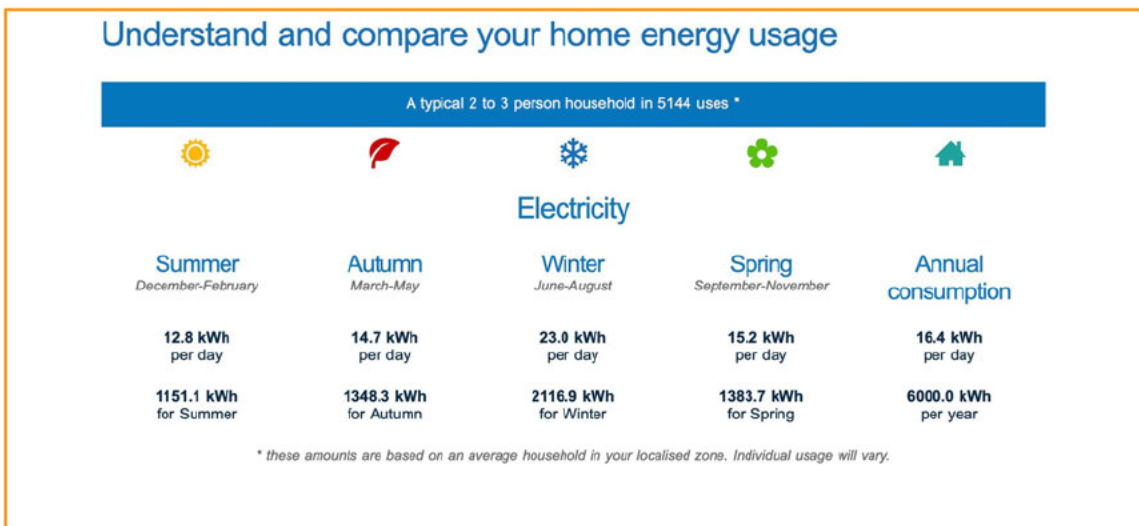 Understand and compare your home energy usage
A typical 2 to 3 person household in 5144 uses *
Electricity
Summer
December-February
12.8 kWh
per day
1151.1 kWh
for Summer
Autumn
March-May
14.7 kWh
per day
1348.3 kWh
for Autumn
Winter
June-August
23.0 kWh
per day
2116.9 kWh
for Winter
Spring
September-November
15.2 kWh
per day
1383.7 kWh
for Spring
Annual
consumption
16.4 kWh
per day
6000.0 kWh
per year
* these amounts are based on an average household in your localised zone. Individual usage will vary.